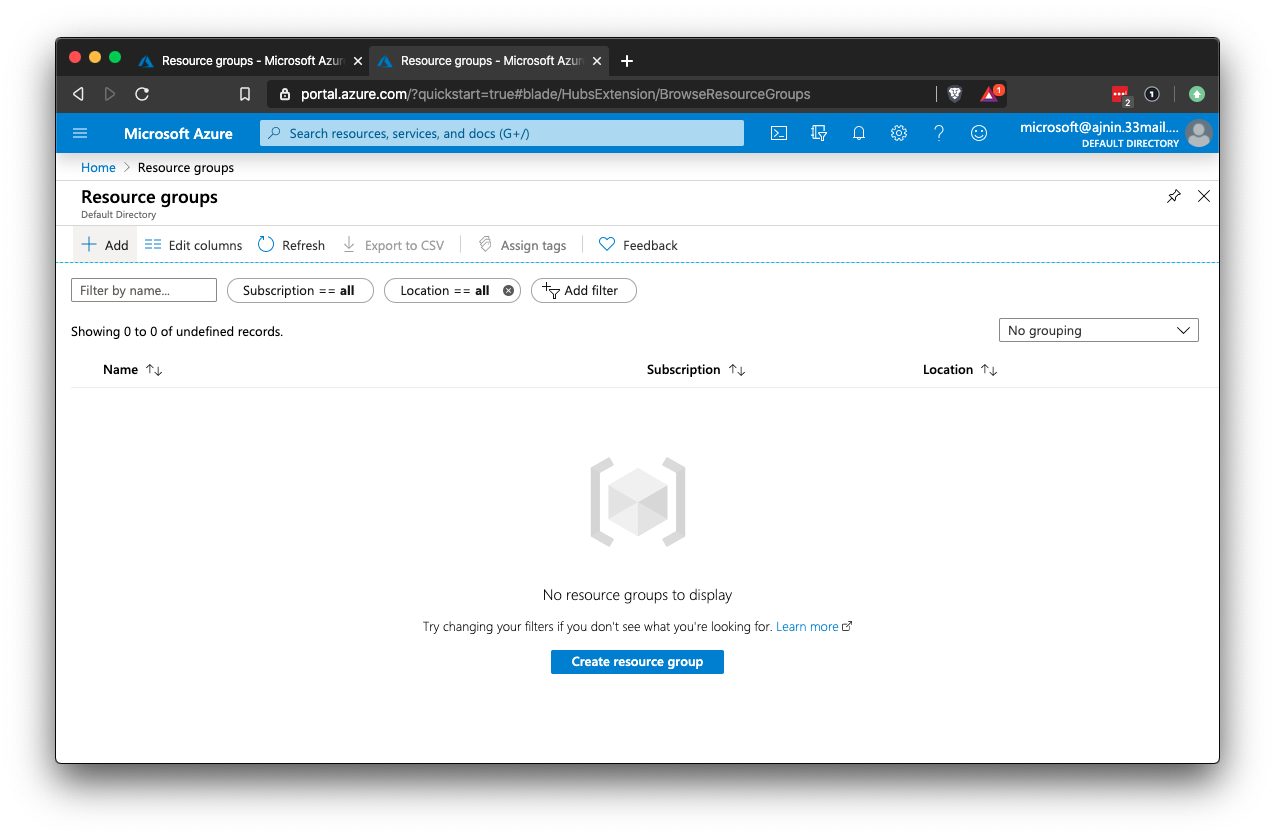 Resource groups - Microsoft Azur
Resource groups - Microsoft Azur
portal.azure.com/?quickstart=true#blade/HubsExtension/BrowseResourceGroups
1
2
1
Microsoft Azure
Search resources, services, and docs (G+/)
microsoft@ajnin.33mail....
DEFAULT DIRECTORY
Home > Resource groups
Resource groups
Default Directory
Add
Edit columns
Refresh
Export to CSV
Assign tags
Feedback
Filter by name...
Subscription == all
Location == all
Add filter
Showing 0 to 0 of undefined records.
No grouping
Name
Subscription
Location
No resource groups to display
Try changing your filters if you don't see what you're looking for. Learn more
Create resource group